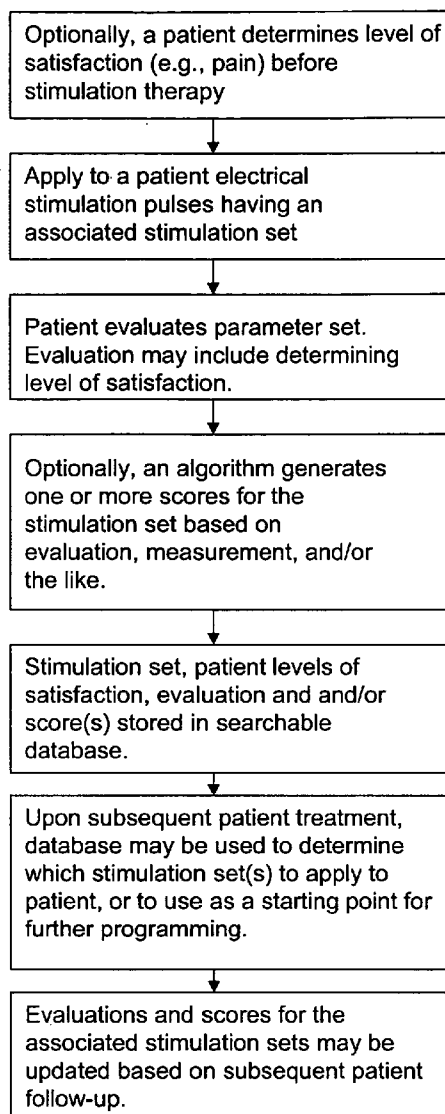 Optionally, a patient determines level of
satisfaction (e.g., pain) before
stimulation therapy
Apply to a patient electrical
stimulation pulses having an
associated stimulation set
Patient evaluates parameter set.
Evaluation may include determining
level of satisfaction.
Optionally, an algorithm generates
one or more scores for the
stimulation set based on
evaluation, measurement, and/or
the like.
Stimulation set, patient levels of
satisfaction, evaluation and and/or
score(s) stored in searchable
database.
Upon subsequent patient treatment,
database may be used to determine
which stimulation set(s) to apply to
patient, or to use as a starting point for
further programming.
Evaluations and scores for the
associated stimulation sets may be
updated based on subsequent patient
follow-up.